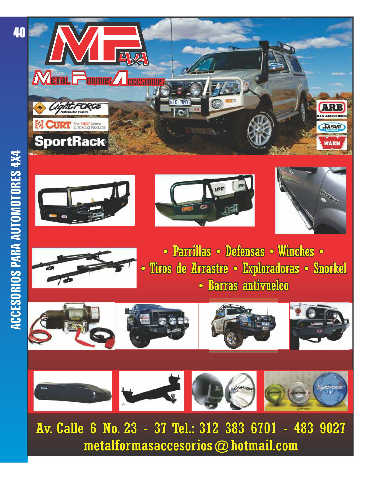 40
ACCESORIOS PARA AUTOMOTORES 4X4
MF
4x4
METAL FORMAS ACCESORIOS
LIGHTFORCE
CURT
SportRack
ARB
WARN
• Parrillas • Defensas • Winches •
• Tiros de Arrastre • Exploradoras • Snorkel
• Barras antivuelco
Av. Calle 6 No. 23 - 37 Tel.: 312 383 6701 - 483 9027
metalformasaccesorios@hotmail.com